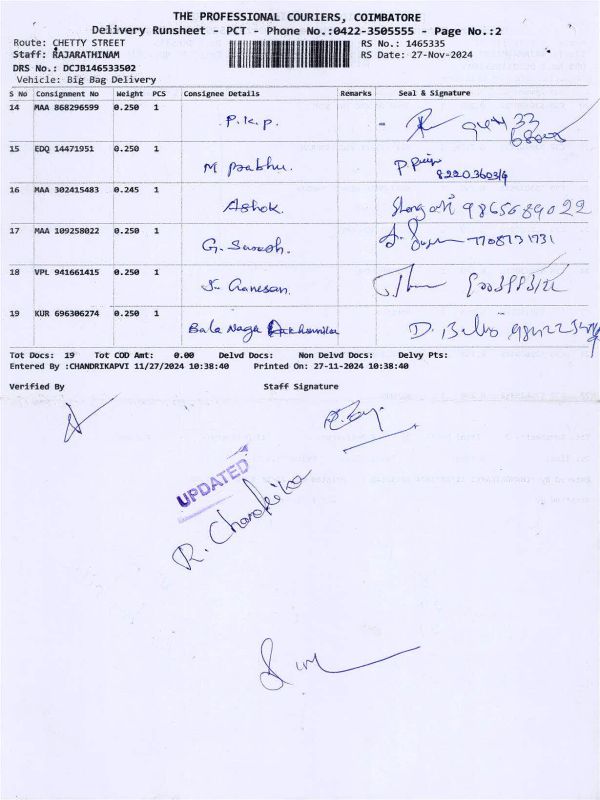 THE PROFESSIONAL COURIERS, COIMBATORE
Delivery Runsheet - PCT - Phone No.:0422-3505555 - Page No.:2
Route: CHETTY STREET RS No.: 1465335
Staff: RAJARATHINAM RS Date: 27-Nov-2024
DRS No.: DCJB146533502
Vehicle: Big Bag Delivery
S No Consignment No Weight PCS Consignee Details Remarks Seal & Signature
14 MAA 868296599 0.250 1 P.K.P.
15 EDQ 14471951 0.250 1 M Prabhu.
16 MAA 302415483 0.245 1 Ashok. 9865689022
17 MAA 109258022 0.250 1 G. Suresh. 7708731731
18 VPL 941661415 0.250 1 S. Ganesan.
19 KUR 696306274 0.250 1 Bala Naga
Tot Docs: 19 Tot COD Amt: 0.00 Delvd Docs: Non Delvd Docs: Delvy Pts:
Entered By :CHANDRIKAPVI 11/27/2024 10:38:40 Printed On: 27-11-2024 10:38:40
Verified By Staff Signature
UPDATED
R. Chandrika